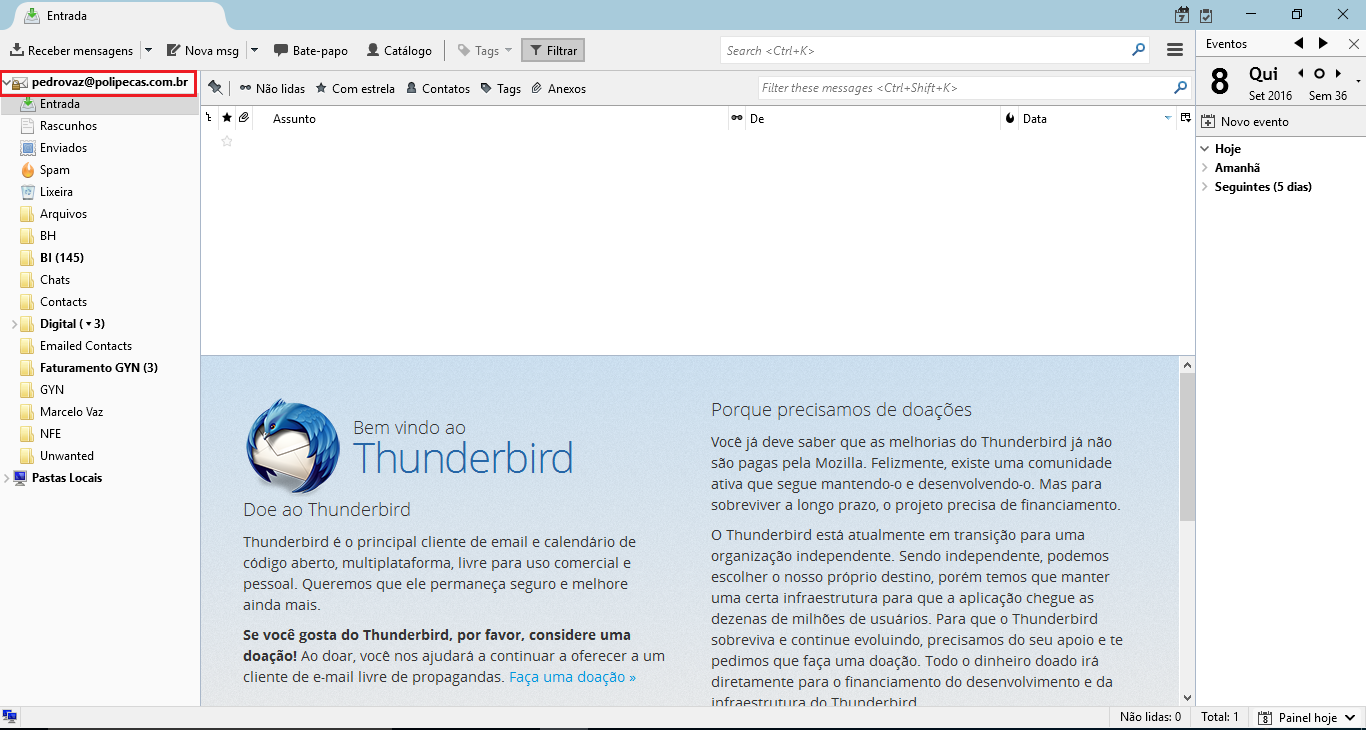 Entrada
Receber mensagens
Nova msg
Bate-papo
Catálogo
Tags
Filtrar
Search <Ctrl+K>
pedrovaz@polipecas.com.br
Entrada
Rascunhos
Enviados
Spam
Lixeira
Arquivos
BH
BI (145)
Chats
Contacts
Digital (▾3)
Emailed Contacts
Faturamento GYN (3)
GYN
Marcelo Vaz
NFE
Unwanted
Pastas Locais
Não lidas
Com estrela
Contatos
Tags
Anexos
Filter these messages <Ctrl+Shift+K>
Assunto
De
Data
Bem vindo ao
Thunderbird
Doe ao Thunderbird
Thunderbird é o principal cliente de email e calendário de
código aberto, multiplataforma, livre para uso comercial e
pessoal. Queremos que ele permaneça seguro e melhore
ainda mais.
Se você gosta do Thunderbird, por favor, considere uma
doação! Ao doar, você nos ajudará a continuar a oferecer a um
cliente de e-mail livre de propagandas. Faça uma doação »
Porque precisamos de doações
Você já deve saber que as melhorias do Thunderbird já não
são pagas pela Mozilla. Felizmente, existe uma comunidade
ativa que segue mantendo-o e desenvolvendo-o. Mas para
sobreviver a longo prazo, o projeto precisa de financiamento.
O Thunderbird está atualmente em transição para uma
organização independente. Sendo independente, podemos
escolher o nosso próprio destino, porém temos que manter
uma certa infraestrutura para que a aplicação chegue as
dezenas de milhões de usuários. Para que o Thunderbird
sobreviva e continue evoluindo, precisamos do seu apoio e te
pedimos que faça uma doação. Todo o dinheiro doado irá
diretamente para o financiamento do desenvolvimento e da
infraestrutura do Thunderbird.
Eventos
8
Qui
Set 2016
Sem 36
Novo evento
Hoje
Amanhã
Seguintes (5 dias)
Não lidas: 0
Total: 1
8
Painel hoje